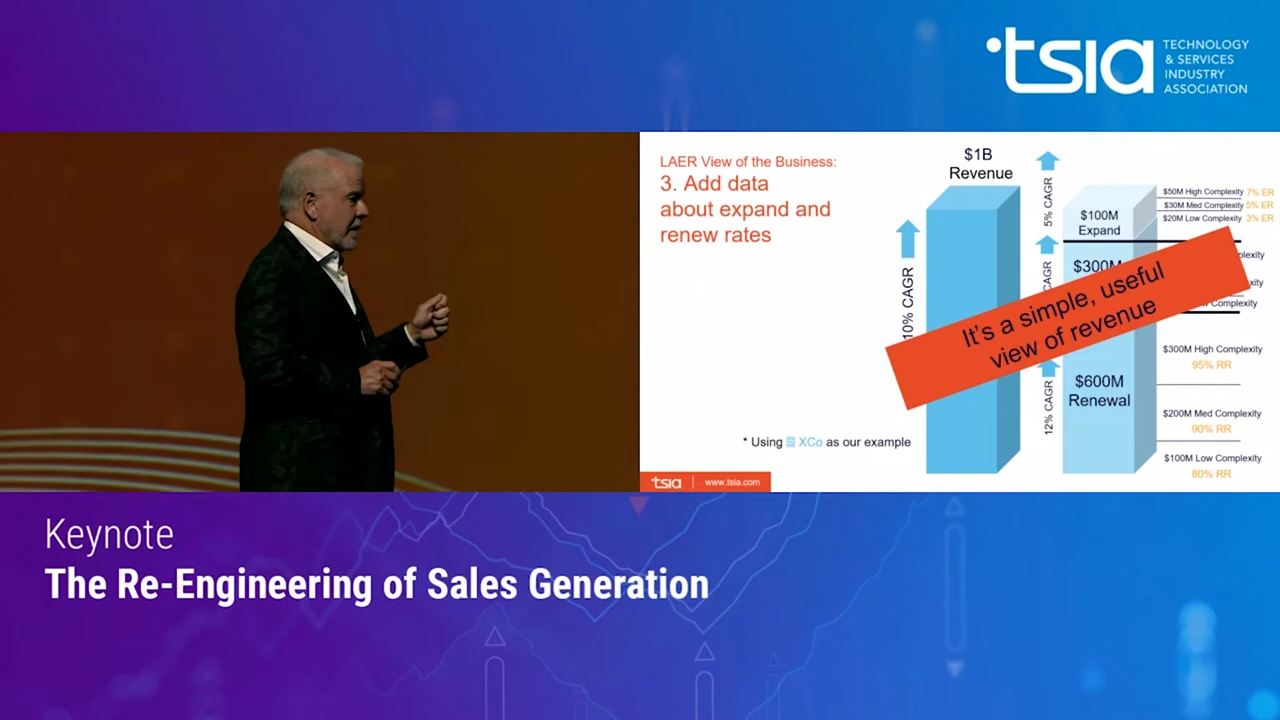 tsia
TECHNOLOGY
& SERVICES
INDUSTRY
ASSOCIATION
LAER View of the Business:
3. Add data
about expand and
renew rates
$1B
Revenue
10% CAGR
5% CAGR
CAGR
12% CAGR
$100M
Expand
$300M
$600M
Renewal
$50M High Complexity 7% ER
$30M Med Complexity 5% ER
$20M Low Complexity 3% ER
Complexity
$300M High Complexity
95% RR
$200M Med Complexity
90% RR
$100M Low Complexity
80% RR
It's a simple, useful
view of revenue
* Using XCo as our example
tsia | www.tsia.com
Keynote
The Re-Engineering of Sales Generation